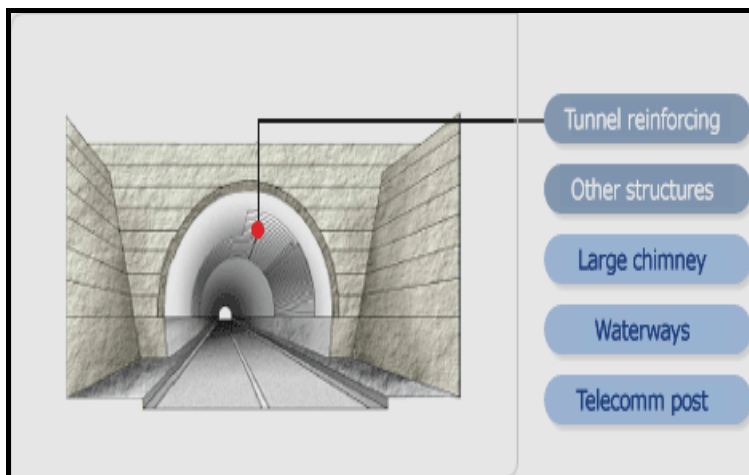 Tunnel reinforcing
Other structures
Large chimney
Waterways
Telecomm post